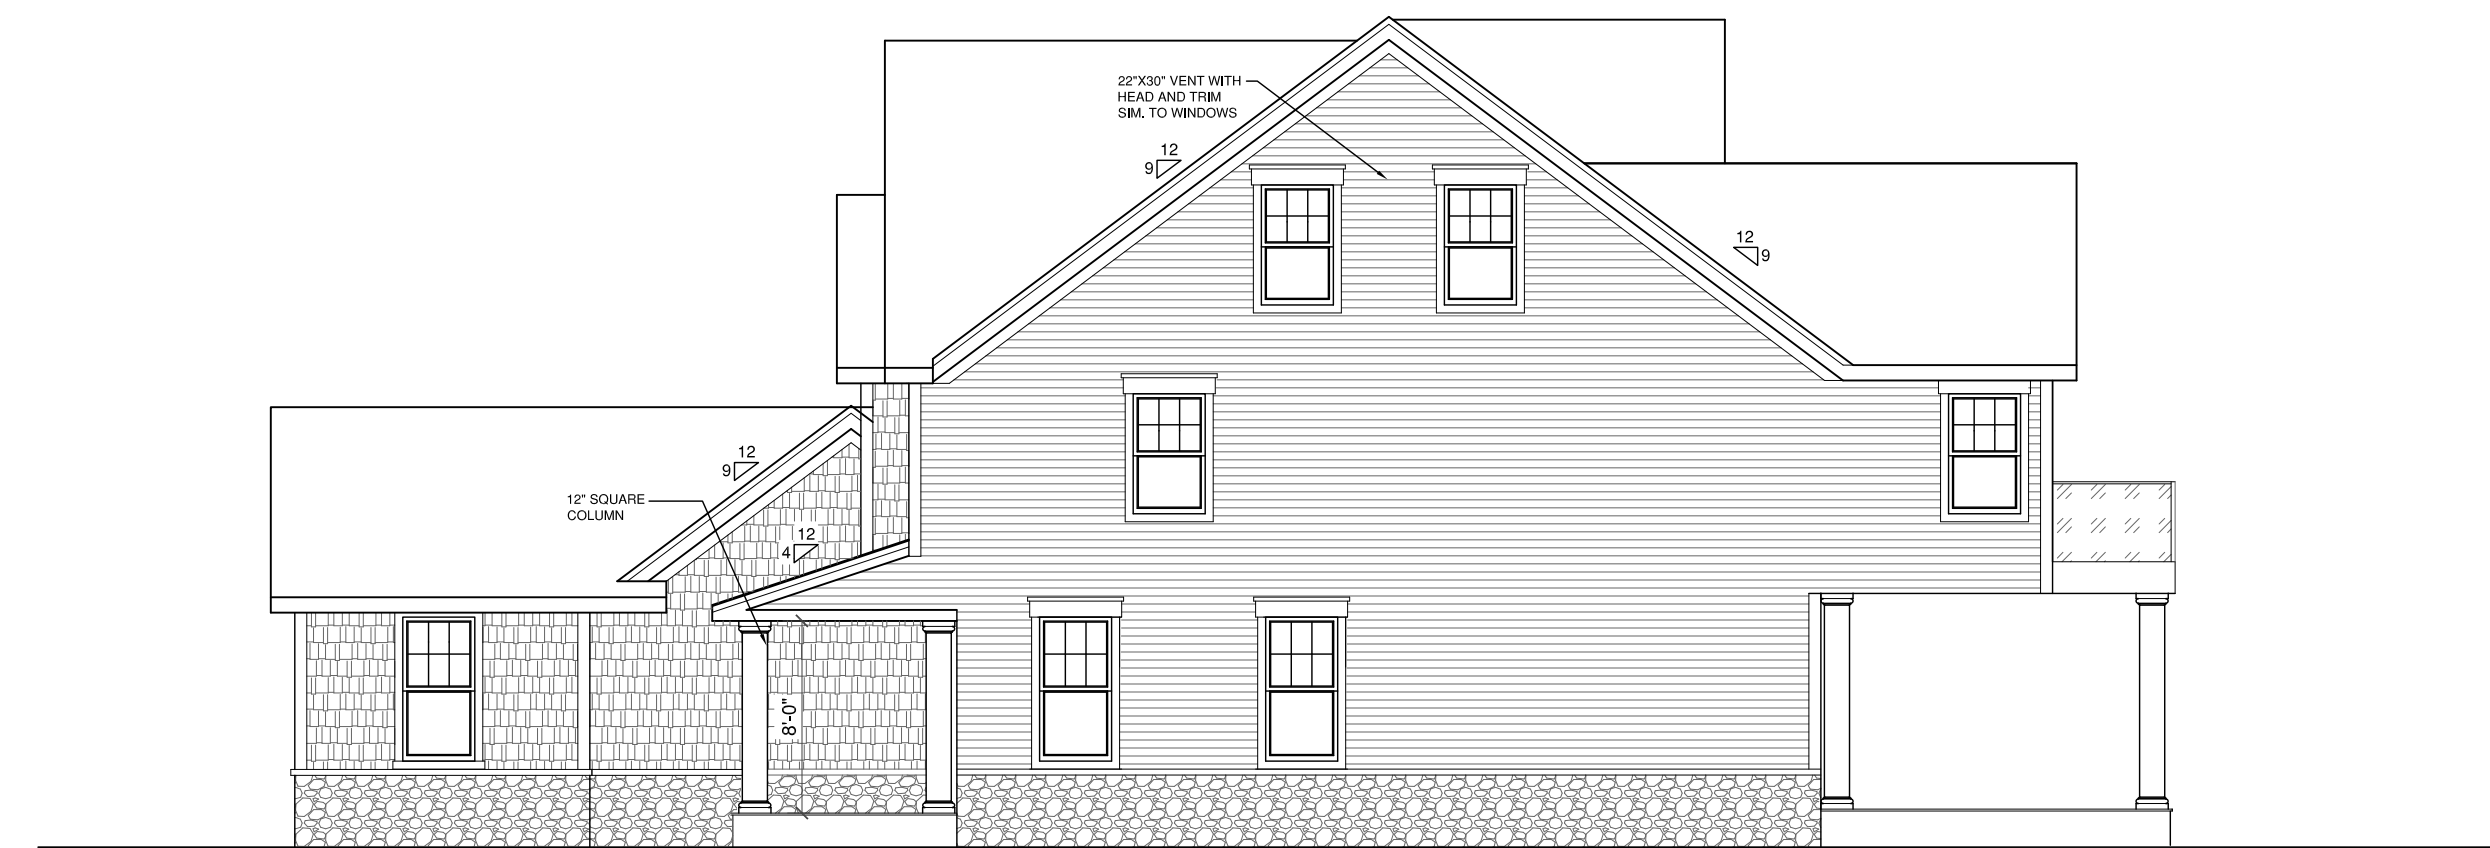 22"X30" VENT WITH
HEAD AND TRIM
SIM. TO WINDOWS
12
9
12
9
12
9
12" SQUARE
COLUMN
12
4
8'-0"